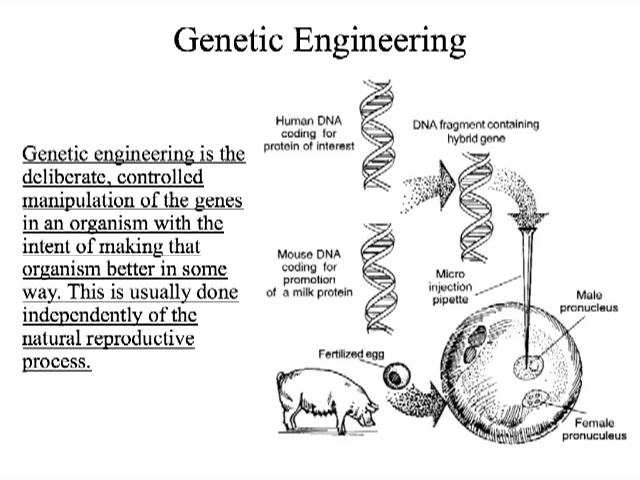 Genetic Engineering
Genetic engineering is the
deliberate, controlled
manipulation of the genes
in an organism with the
intent of making that
organism better in some
way. This is usually done
independently of the
natural reproductive
process.
Human DNA
coding for
protein of interest
DNA fragment containing
hybrid gene
Mouse DNA
coding for
promotion
of a milk protein
Micro
injection
pipette
Male
pronucleus
Fertilized egg
Female
pronuculeus